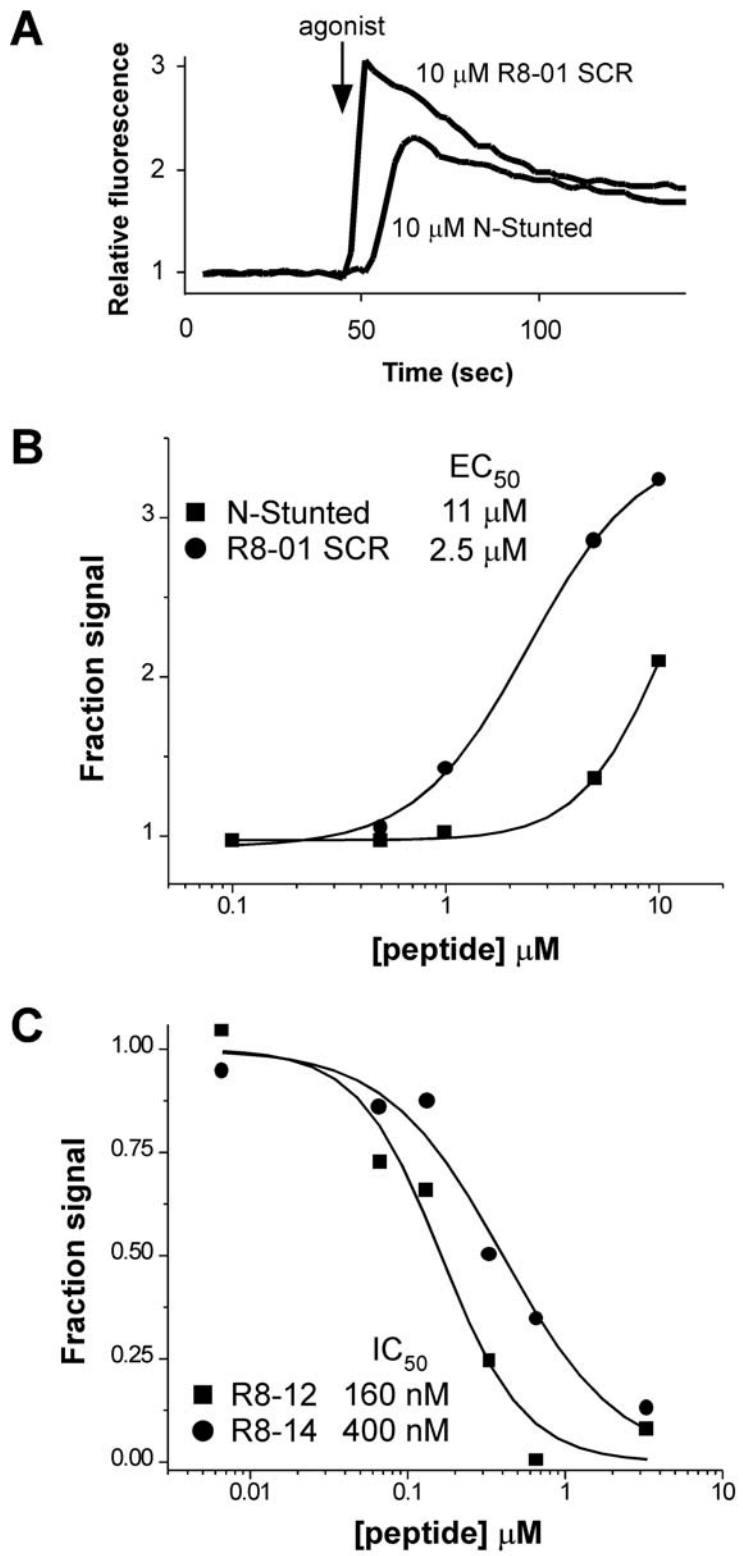 A
agonist
3
10 μM R8-01 SCR
2
10 μM N-Stunted
1
Relative fluorescence
0
50
100
Time (sec)
B
EC50
N-Stunted 11 μM
R8-01 SCR 2.5 μM
3
2
1
Fraction signal
0.1
1
10
[peptide] μM
C
1.00
0.75
0.50
0.25
0.00
Fraction signal
IC50
R8-12 160 nM
R8-14 400 nM
0.01
0.1
1
10
[peptide] μM